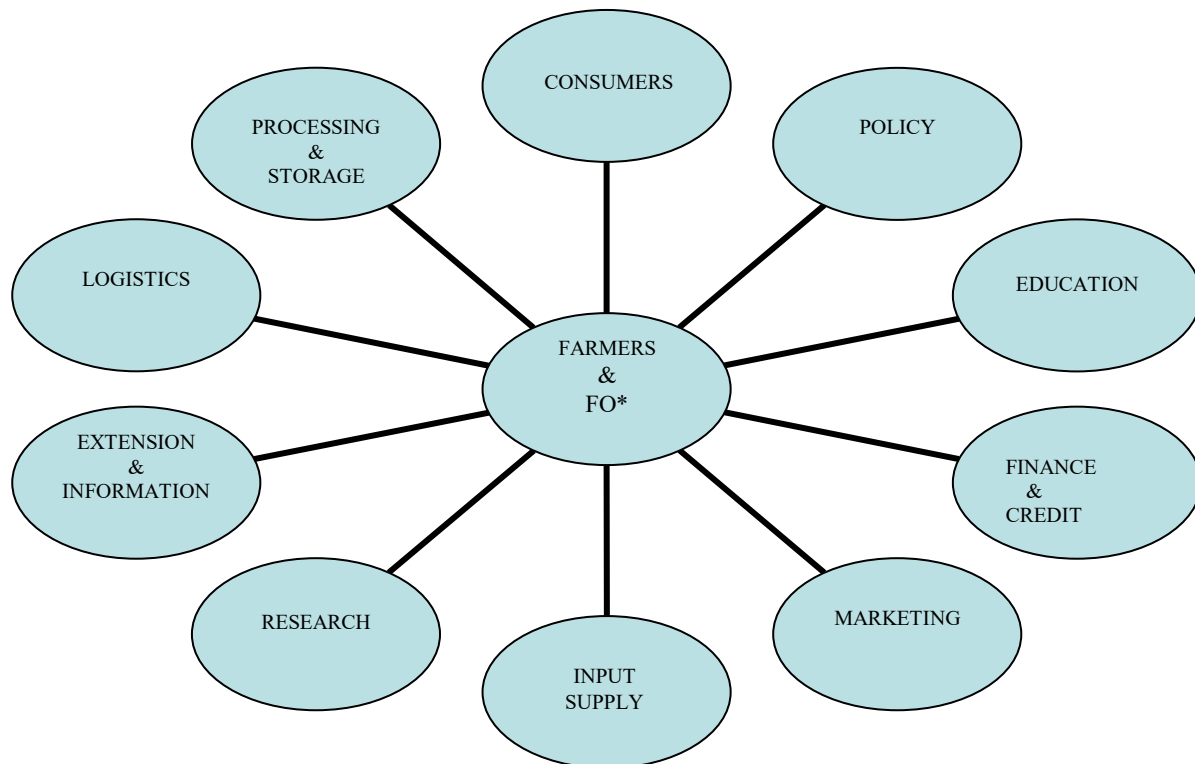 CONSUMERS
POLICY
EDUCATION
FINANCE
&
CREDIT
MARKETING
INPUT
SUPPLY
RESEARCH
EXTENSION
&
INFORMATION
LOGISTICS
PROCESSING
&
STORAGE
FARMERS
&
FO*